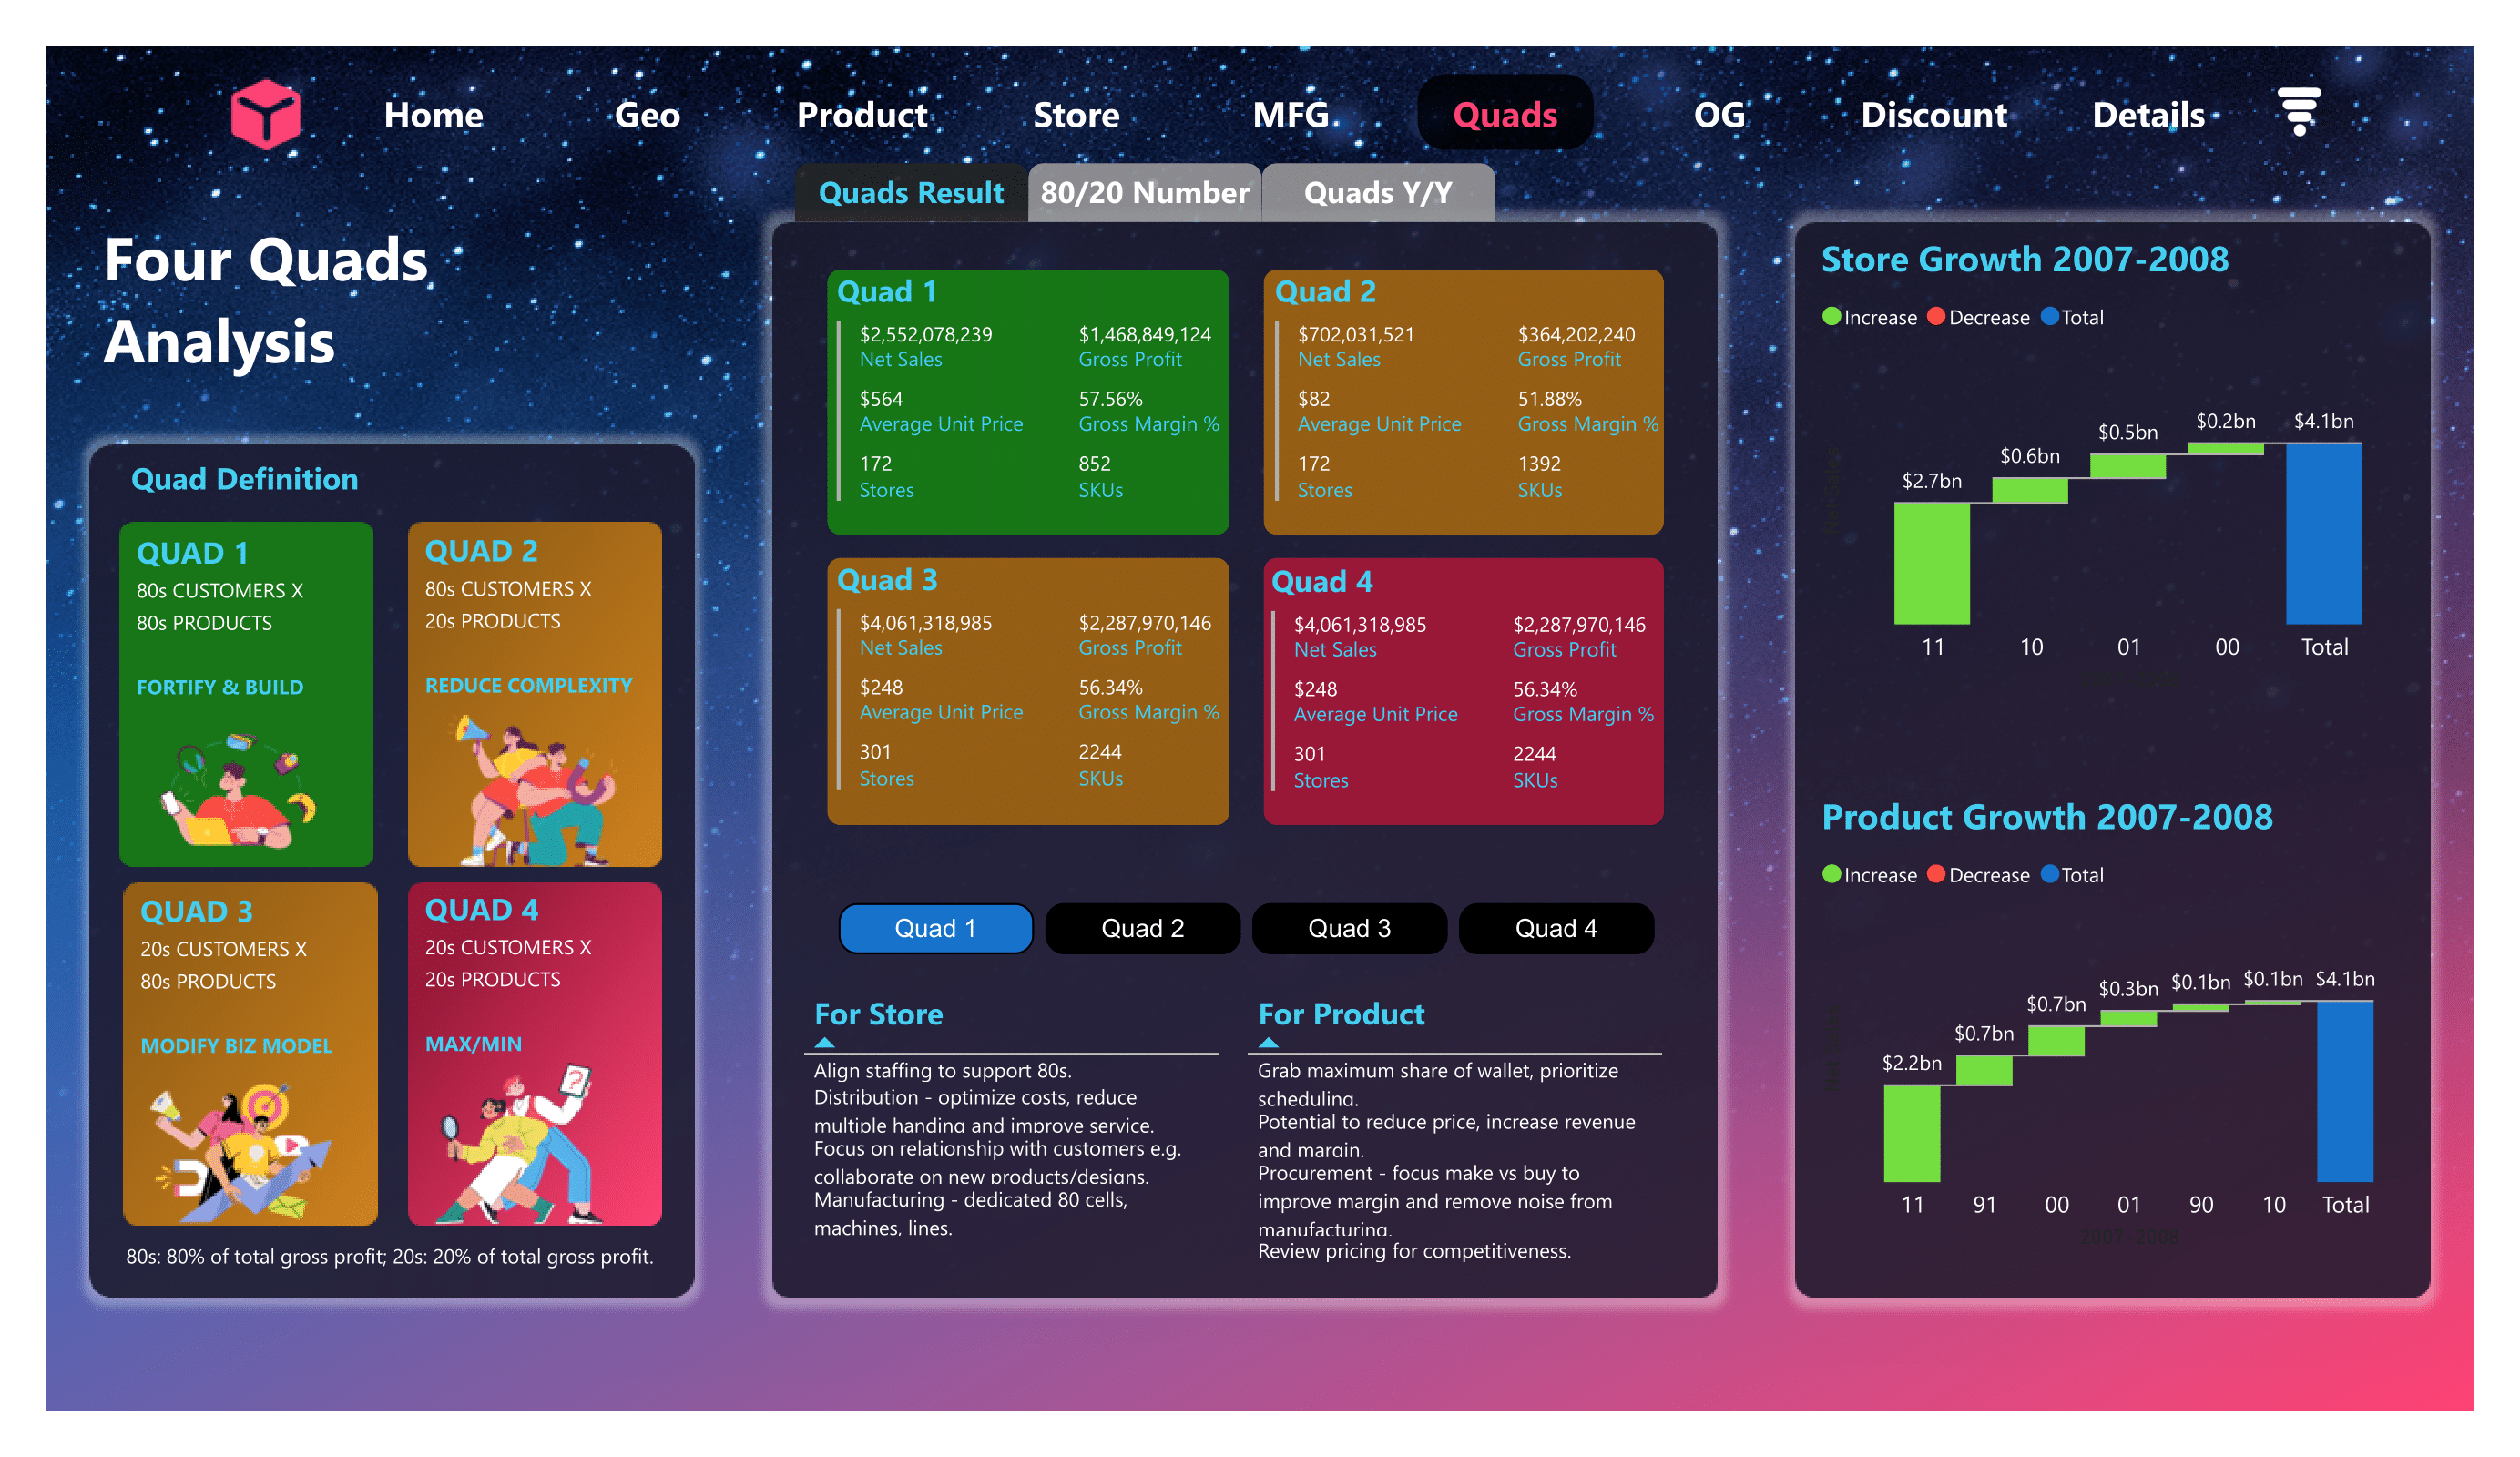 Home
Geo
Product
Store
MFG
Quads
OG
Discount
Details
Quads Result
80/20 Number
Quads Y/Y
Four Quads
Analysis
Quad Definition
QUAD 1
80s CUSTOMERS X
80s PRODUCTS
FORTIFY & BUILD
QUAD 2
80s CUSTOMERS X
20s PRODUCTS
REDUCE COMPLEXITY
QUAD 3
20s CUSTOMERS X
80s PRODUCTS
MODIFY BIZ MODEL
QUAD 4
20s CUSTOMERS X
20s PRODUCTS
MAX/MIN
?
80s: 80% of total gross profit; 20s: 20% of total gross profit.
Quad 1
$2,552,078,239 $1,468,849,124
Net Sales Gross Profit
$564 57.56%
Average Unit Price Gross Margin %
172 852
Stores SKUs
Quad 2
$702,031,521 $364,202,240
Net Sales Gross Profit
$82 51.88%
Average Unit Price Gross Margin %
172 1392
Stores SKUs
Quad 3
$4,061,318,985 $2,287,970,146
Net Sales Gross Profit
$248 56.34%
Average Unit Price Gross Margin %
301 2244
Stores SKUs
Quad 4
$4,061,318,985 $2,287,970,146
Net Sales Gross Profit
$248 56.34%
Average Unit Price Gross Margin %
301 2244
Stores SKUs
Quad 1
Quad 2
Quad 3
Quad 4
For Store
Align staffing to support 80s.
Distribution - optimize costs, reduce
multiple handing and improve service.
Focus on relationship with customers e.g.
collaborate on new products/designs.
Manufacturing - dedicated 80 cells,
machines, lines.
For Product
Grab maximum share of wallet, prioritize
scheduling.
Potential to reduce price, increase revenue
and margin.
Procurement - focus make vs buy to
improve margin and remove noise from
manufacturing.
Review pricing for competitiveness.
Store Growth 2007-2008
Increase Decrease Total
$2.7bn $0.6bn $0.5bn $0.2bn $4.1bn
11 10 01 00 Total
Product Growth 2007-2008
Increase Decrease Total
$2.2bn $0.7bn $0.7bn $0.3bn $0.1bn $0.1bn $4.1bn
11 91 00 01 90 10 Total
2007-2008